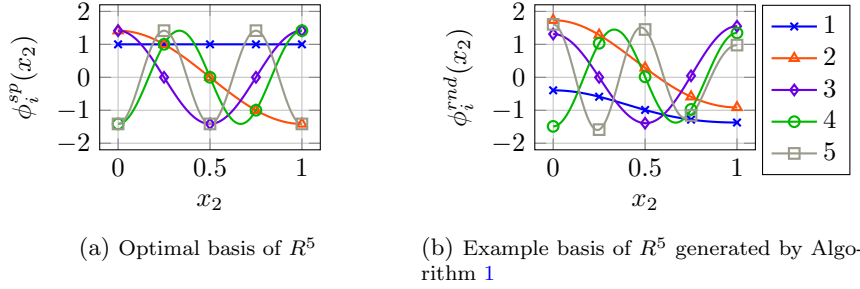 2
1
0
−1
−2
ϕ_i^{sp}(x_2)
0 0.5 1
x_2
(a) Optimal basis of R^5
2
1
0
−1
−2
ϕ_i^{rnd}(x_2)
0 0.5 1
x_2
1
2
3
4
5
(b) Example basis of R^5 generated by Algo-
rithm 1